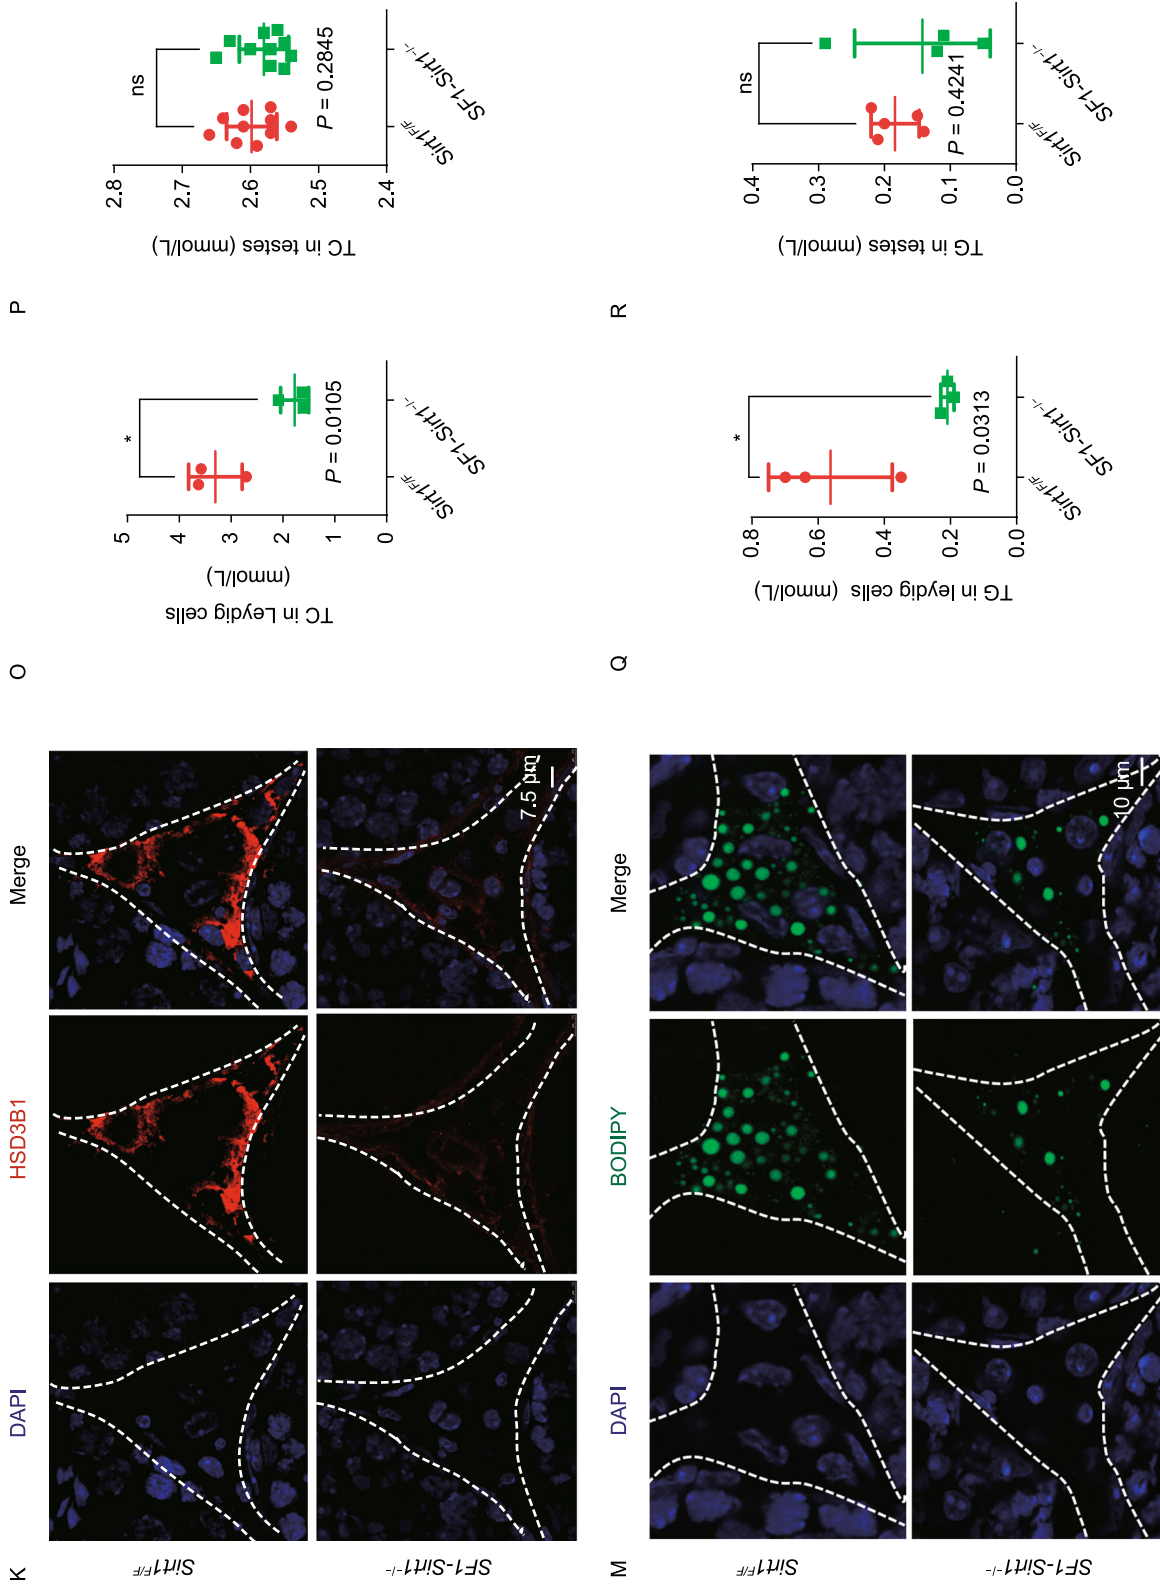 K
DAPI
HSD3B1
Merge
Sirt1F/F
SF1-Sirt1−/−
7.5 μm
M
DAPI
BODIPY
Merge
Sirt1F/F
SF1-Sirt1−/−
10 μm
O
TC in Leydig cells
(mmol/L)
5
4
3
2
1
0
*
P = 0.0105
Sirt1F/F
SF1-Sirt1−/−
P
TC in testes (mmol/L)
2.8
2.7
2.6
2.5
2.4
ns
P = 0.2845
Sirt1F/F
SF1-Sirt1−/−
Q
TG in leydig cells (mmol/L)
0.8
0.6
0.4
0.2
0.0
*
P = 0.0313
Sirt1F/F
SF1-Sirt1−/−
R
TG in testes (mmol/L)
0.4
0.3
0.2
0.1
0.0
ns
P = 0.4241
Sirt1F/F
SF1-Sirt1−/−